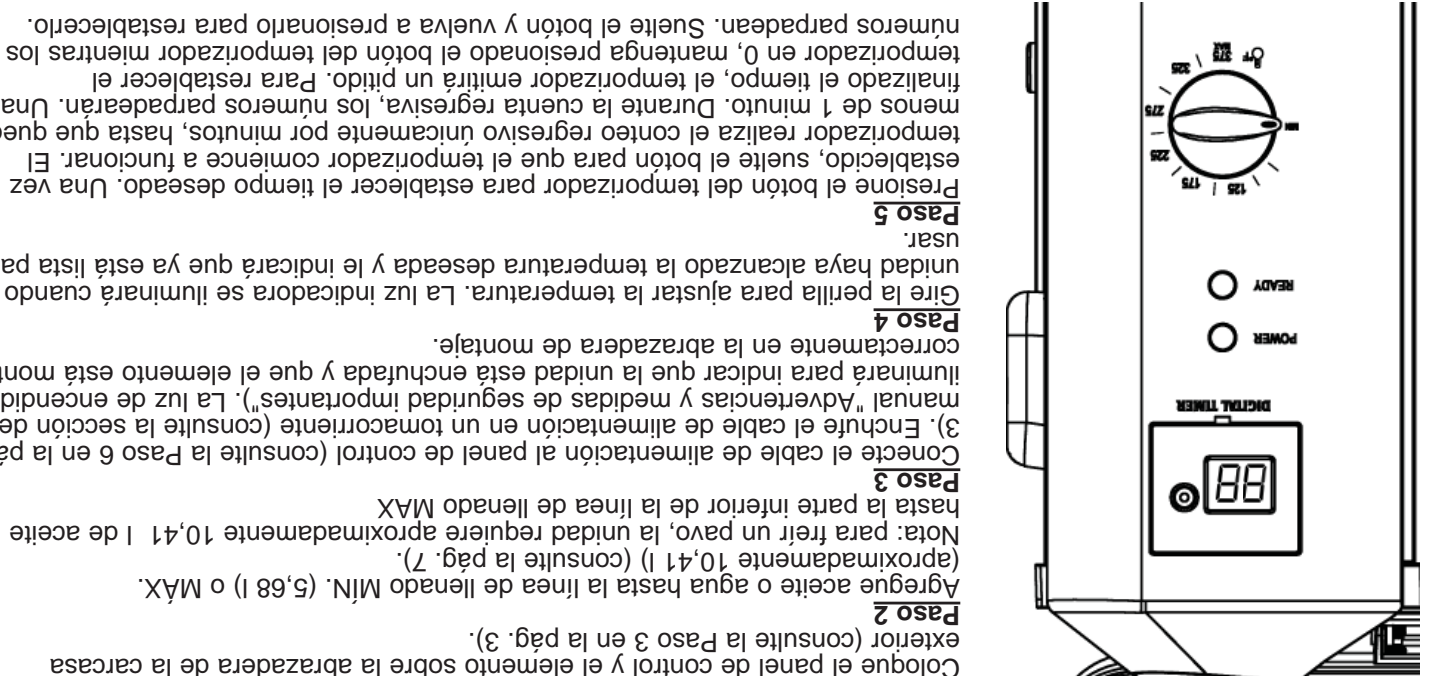 Coloque el panel de control y el elemento sobre la abrazadera de la carcasa
exterior (consulte la Paso 3 en la pág. 3).
Paso 2
Agregue aceite o agua hasta la línea de llenado MÍN. (5,68 l) o MÁX.
(aproximadamente 10,41 l) (consulte la pág. 7).
Nota: para freír un pavo, la unidad requiere aproximadamente 10,41 l de aceite
hasta la parte inferior de la línea de llenado MAX
Paso 3
Conecte el cable de alimentación al panel de control (consulte la Paso 6 en la
3). Enchufe el cable de alimentación en un tomacorriente (consulte la sección de
manual "Advertencias y medidas de seguridad importantes"). La luz de encendid
iluminará para indicar que la unidad está enchufada y que el elemento está mont
correctamente en la abrazadera de montaje.
Paso 4
Gire la perilla para ajustar la temperatura. La luz indicadora se iluminará cuando
unidad haya alcanzado la temperatura deseada y le indicará que ya está lista pa
usar.
Paso 5
Presione el botón del temporizador para establecer el tiempo deseado. Una vez
establecido, suelte el botón para que el temporizador comience a funcionar. El
temporizador realiza el conteo regresivo únicamente por minutos, hasta que que
menos de 1 minuto. Durante la cuenta regresiva, los números parpadearán. Una
finalizado el tiempo, el temporizador emitirá un pitido. Para restablecer el
temporizador en 0, mantenga presionado el botón del temporizador mientras los
números parpadean. Suelte el botón y vuelva a presionarlo para restablecerlo.
88
DIGITAL TIMER
POWER
READY
125
175
225
275
325
375
MAX
OFF
MIN